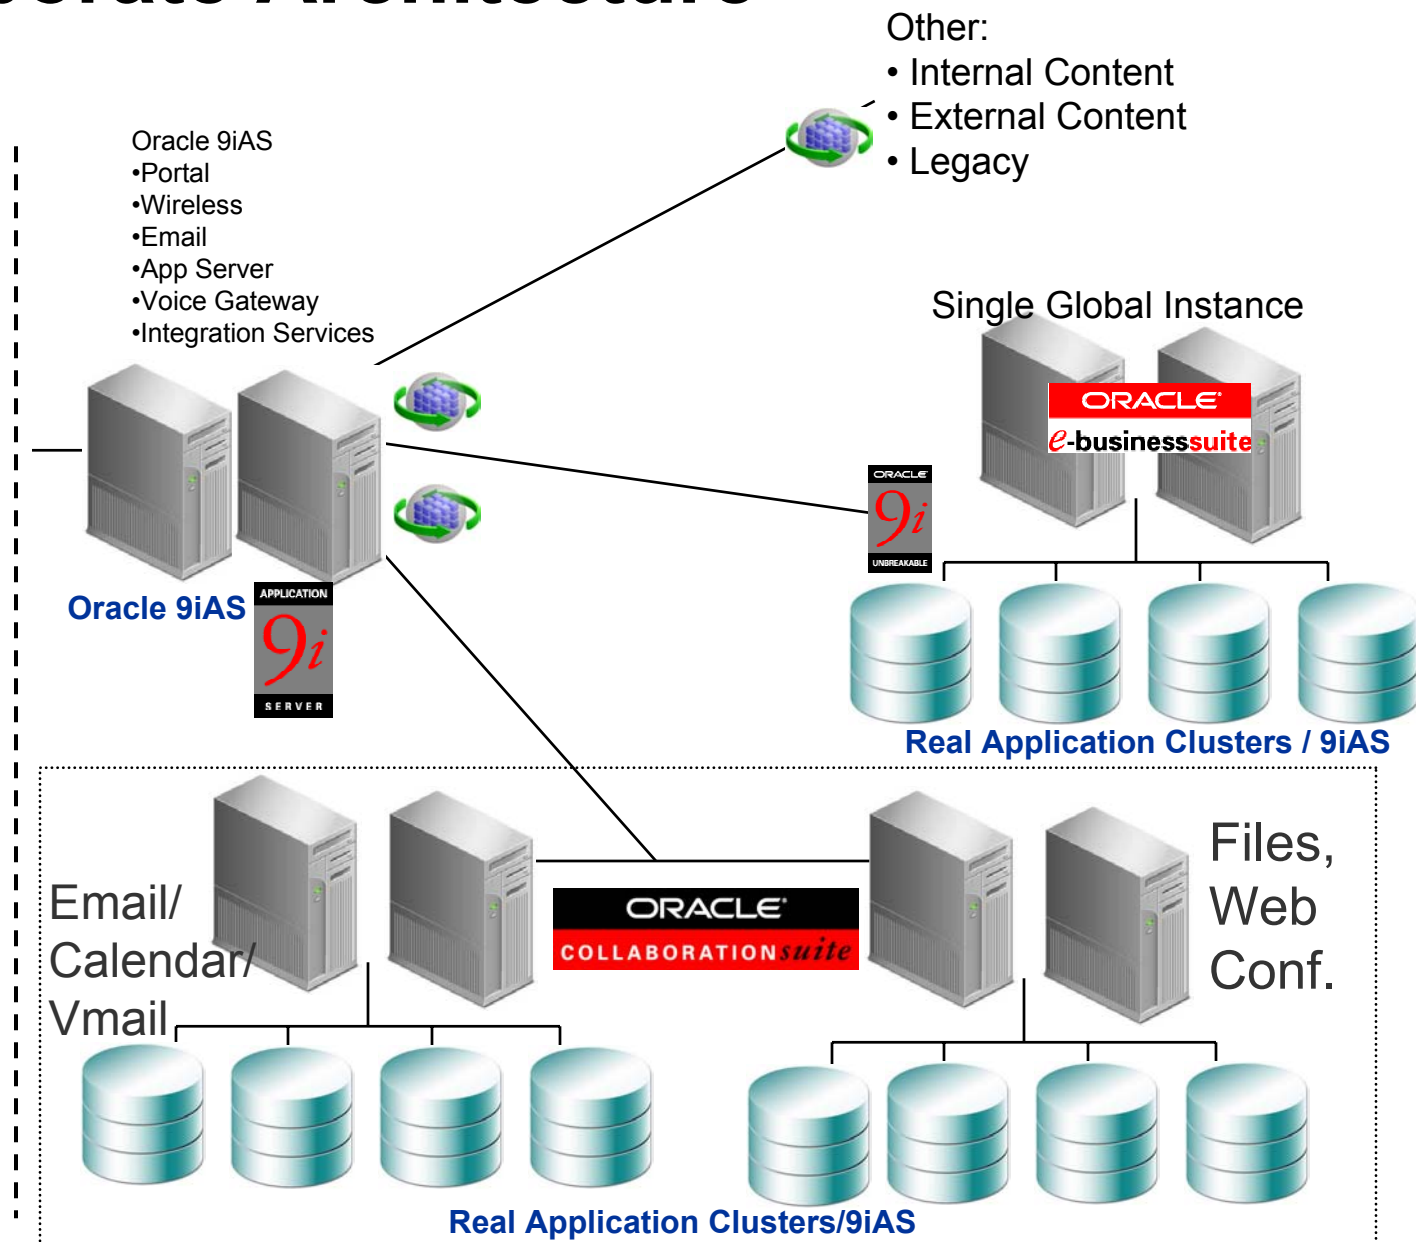 Architecture
Other:
• Internal Content
• External Content
• Legacy
Oracle 9iAS
•Portal
•Wireless
•Email
•App Server
•Voice Gateway
•Integration Services
Single Global Instance
ORACLE
e-businesssuite
ORACLE
9i
UNBREAKABLE
Oracle 9iAS
APPLICATION
9i
SERVER
Real Application Clusters / 9iAS
Email/
Calendar/
Vmail
ORACLE
COLLABORATIONsuite
Files,
Web
Conf.
Real Application Clusters/9iAS